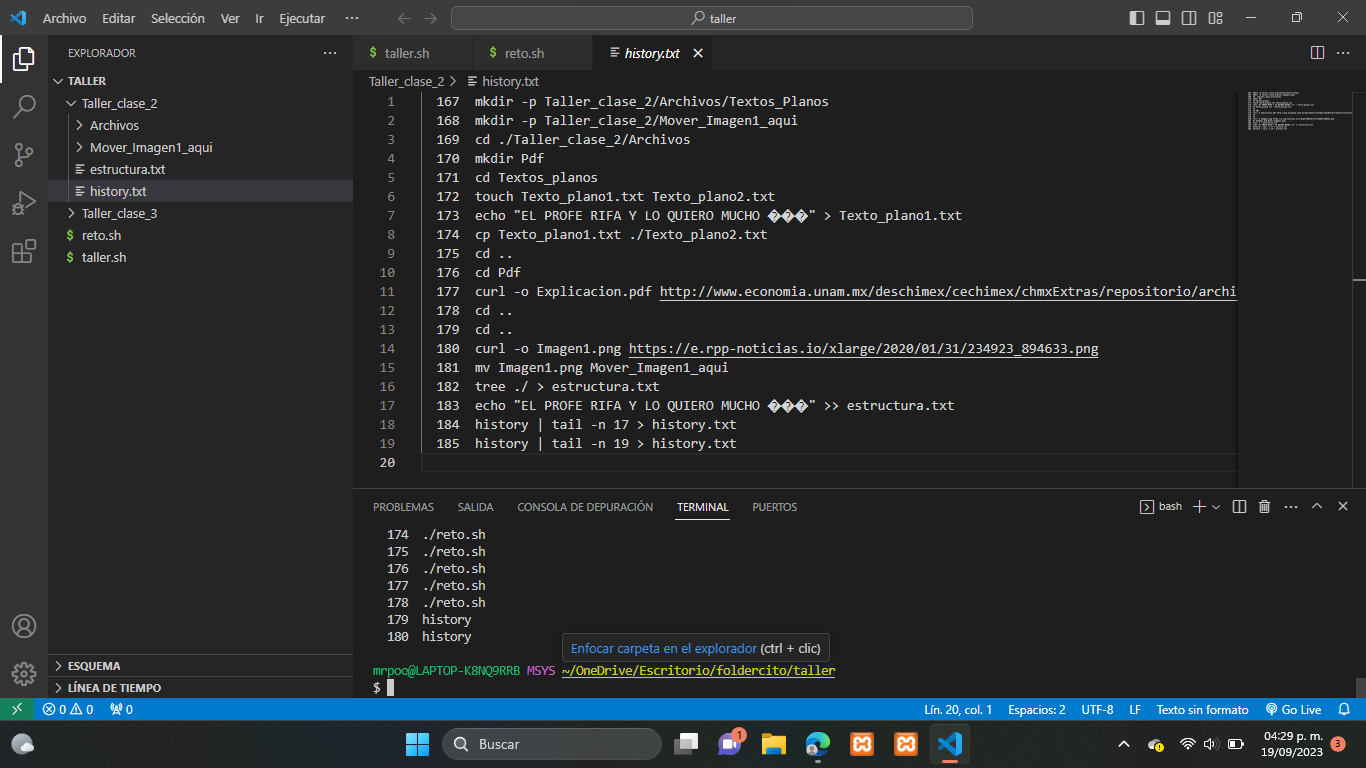 Archivo Editar Selección Ver Ir Ejecutar ··· taller
EXPLORADOR ···
TALLER
Taller_clase_2
Archivos
Mover_Imagen1_aqui
estructura.txt
history.txt
Taller_clase_3
$ reto.sh
$ taller.sh
ESQUEMA
LÍNEA DE TIEMPO
$ taller.sh $ reto.sh history.txt
Taller_clase_2 > history.txt
1 167 mkdir -p Taller_clase_2/Archivos/Textos_Planos
2 168 mkdir -p Taller_clase_2/Mover_Imagen1_aqui
3 169 cd ./Taller_clase_2/Archivos
4 170 mkdir Pdf
5 171 cd Textos_planos
6 172 touch Texto_plano1.txt Texto_plano2.txt
7 173 echo "EL PROFE RIFA Y LO QUIERO MUCHO ���" > Texto_plano1.txt
8 174 cp Texto_plano1.txt ./Texto_plano2.txt
9 175 cd ..
10 176 cd Pdf
11 177 curl -o Explicacion.pdf http://www.economia.unam.mx/deschimex/cechimex/chmxExtras/repositorio/archi
12 178 cd ..
13 179 cd ..
14 180 curl -o Imagen1.png https://e.rpp-noticias.io/xlarge/2020/01/31/234923_894633.png
15 181 mv Imagen1.png Mover_Imagen1_aqui
16 182 tree ./ > estructura.txt
17 183 echo "EL PROFE RIFA Y LO QUIERO MUCHO ���" >> estructura.txt
18 184 history | tail -n 17 > history.txt
19 185 history | tail -n 19 > history.txt
20
PROBLEMAS SALIDA CONSOLA DE DEPURACIÓN TERMINAL PUERTOS bash
174 ./reto.sh
175 ./reto.sh
176 ./reto.sh
177 ./reto.sh
178 ./reto.sh
179 history
180 history
Enfocar carpeta en el explorador (ctrl + clic)
mrpoo@LAPTOP-K8NQ9RRB MSYS ~/OneDrive/Escritorio/foldercito/taller
$
0 0 0 Lín. 20, col. 1 Espacios: 2 UTF-8 LF Texto sin formato Go Live
Buscar 1 04:29 p. m.
19/09/2023 3